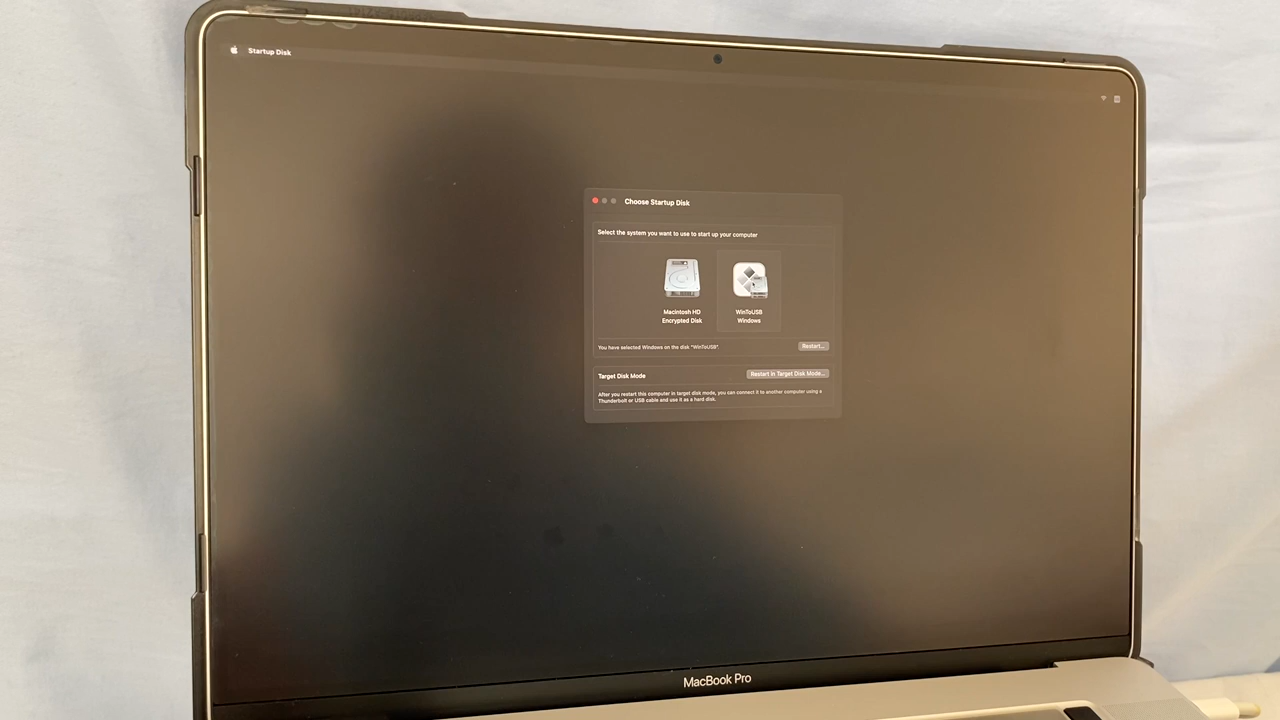 Startup Disk
Choose Startup Disk
Select the system you want to use to start up your computer
Macintosh HD
Encrypted Disk
WinToUSB
Windows
You have selected Windows on the disk "WinToUSB".
Restart...
Target Disk Mode
Restart in Target Disk Mode...
After you restart this computer in target disk mode, you can connect it to another computer using a
Thunderbolt or USB cable and use it as a hard disk.
MacBook Pro